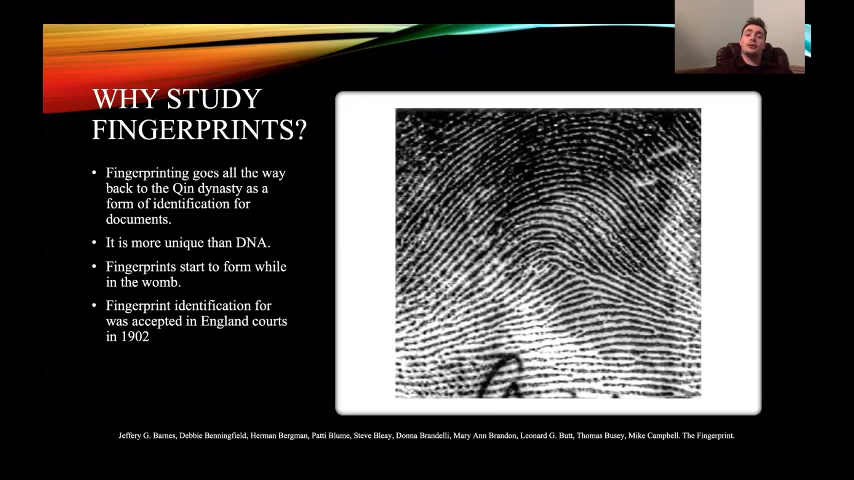 WHY STUDY
FINGERPRINTS?
• Fingerprinting goes all the way
back to the Qin dynasty as a
form of identification for
documents.
• It is more unique than DNA.
• Fingerprints start to form while
in the womb.
• Fingerprint identification for
was accepted in England courts
in 1902
Jeffery G. Barnes, Debbie Benningfield, Herman Bergman, Patti Blume, Steve Bleay, Donna Brandelli, Mary Ann Brandon, Leonard G. Butt, Thomas Busey, Mike Campbell. The Fingerprint.